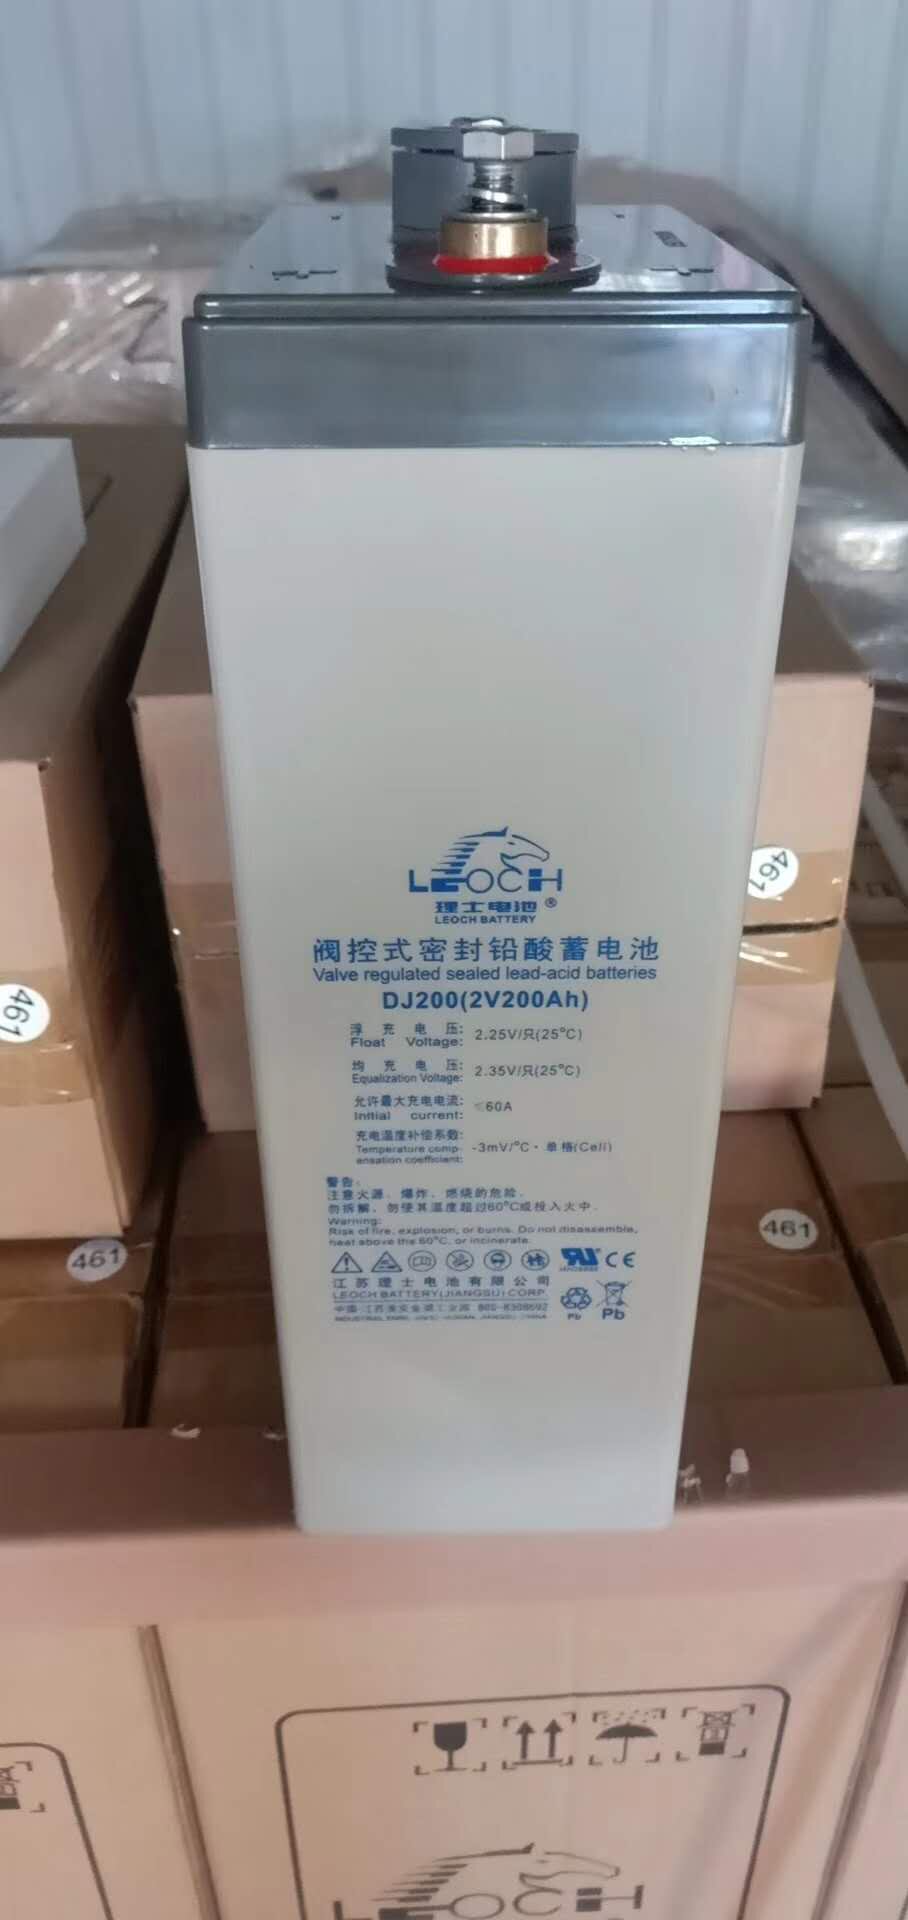 LEOCH
理士电池®
LEOCH BATTERY
阀控式密封铅酸蓄电池
Valve regulated sealed lead-acid batteries
DJ200(2V200Ah)
浮充电压: 2.25V/只(25°C)
Float Voltage:
均充电压: 2.35V/只(25°C)
Equalization Voltage:
允许最大充电电流: ≤60A
Initial current:
充电温度补偿系数: -3mV/°C·单格(Cell)
Temperature comp-
ensation coefficient:
警告:
注意火源、爆炸、燃烧的危险.
勿拆解、勿使其温度超过60°C或投入火中.
Warning:
Risk of fire, explosion, or burns. Do not disassemble,
heat above the 60°C, or incinerate.
CE
江苏理士电池有限公司
LEOCH BATTERY(JIANGSU) CORP.
Pb
Pb
461
461
461
461
LEOCH